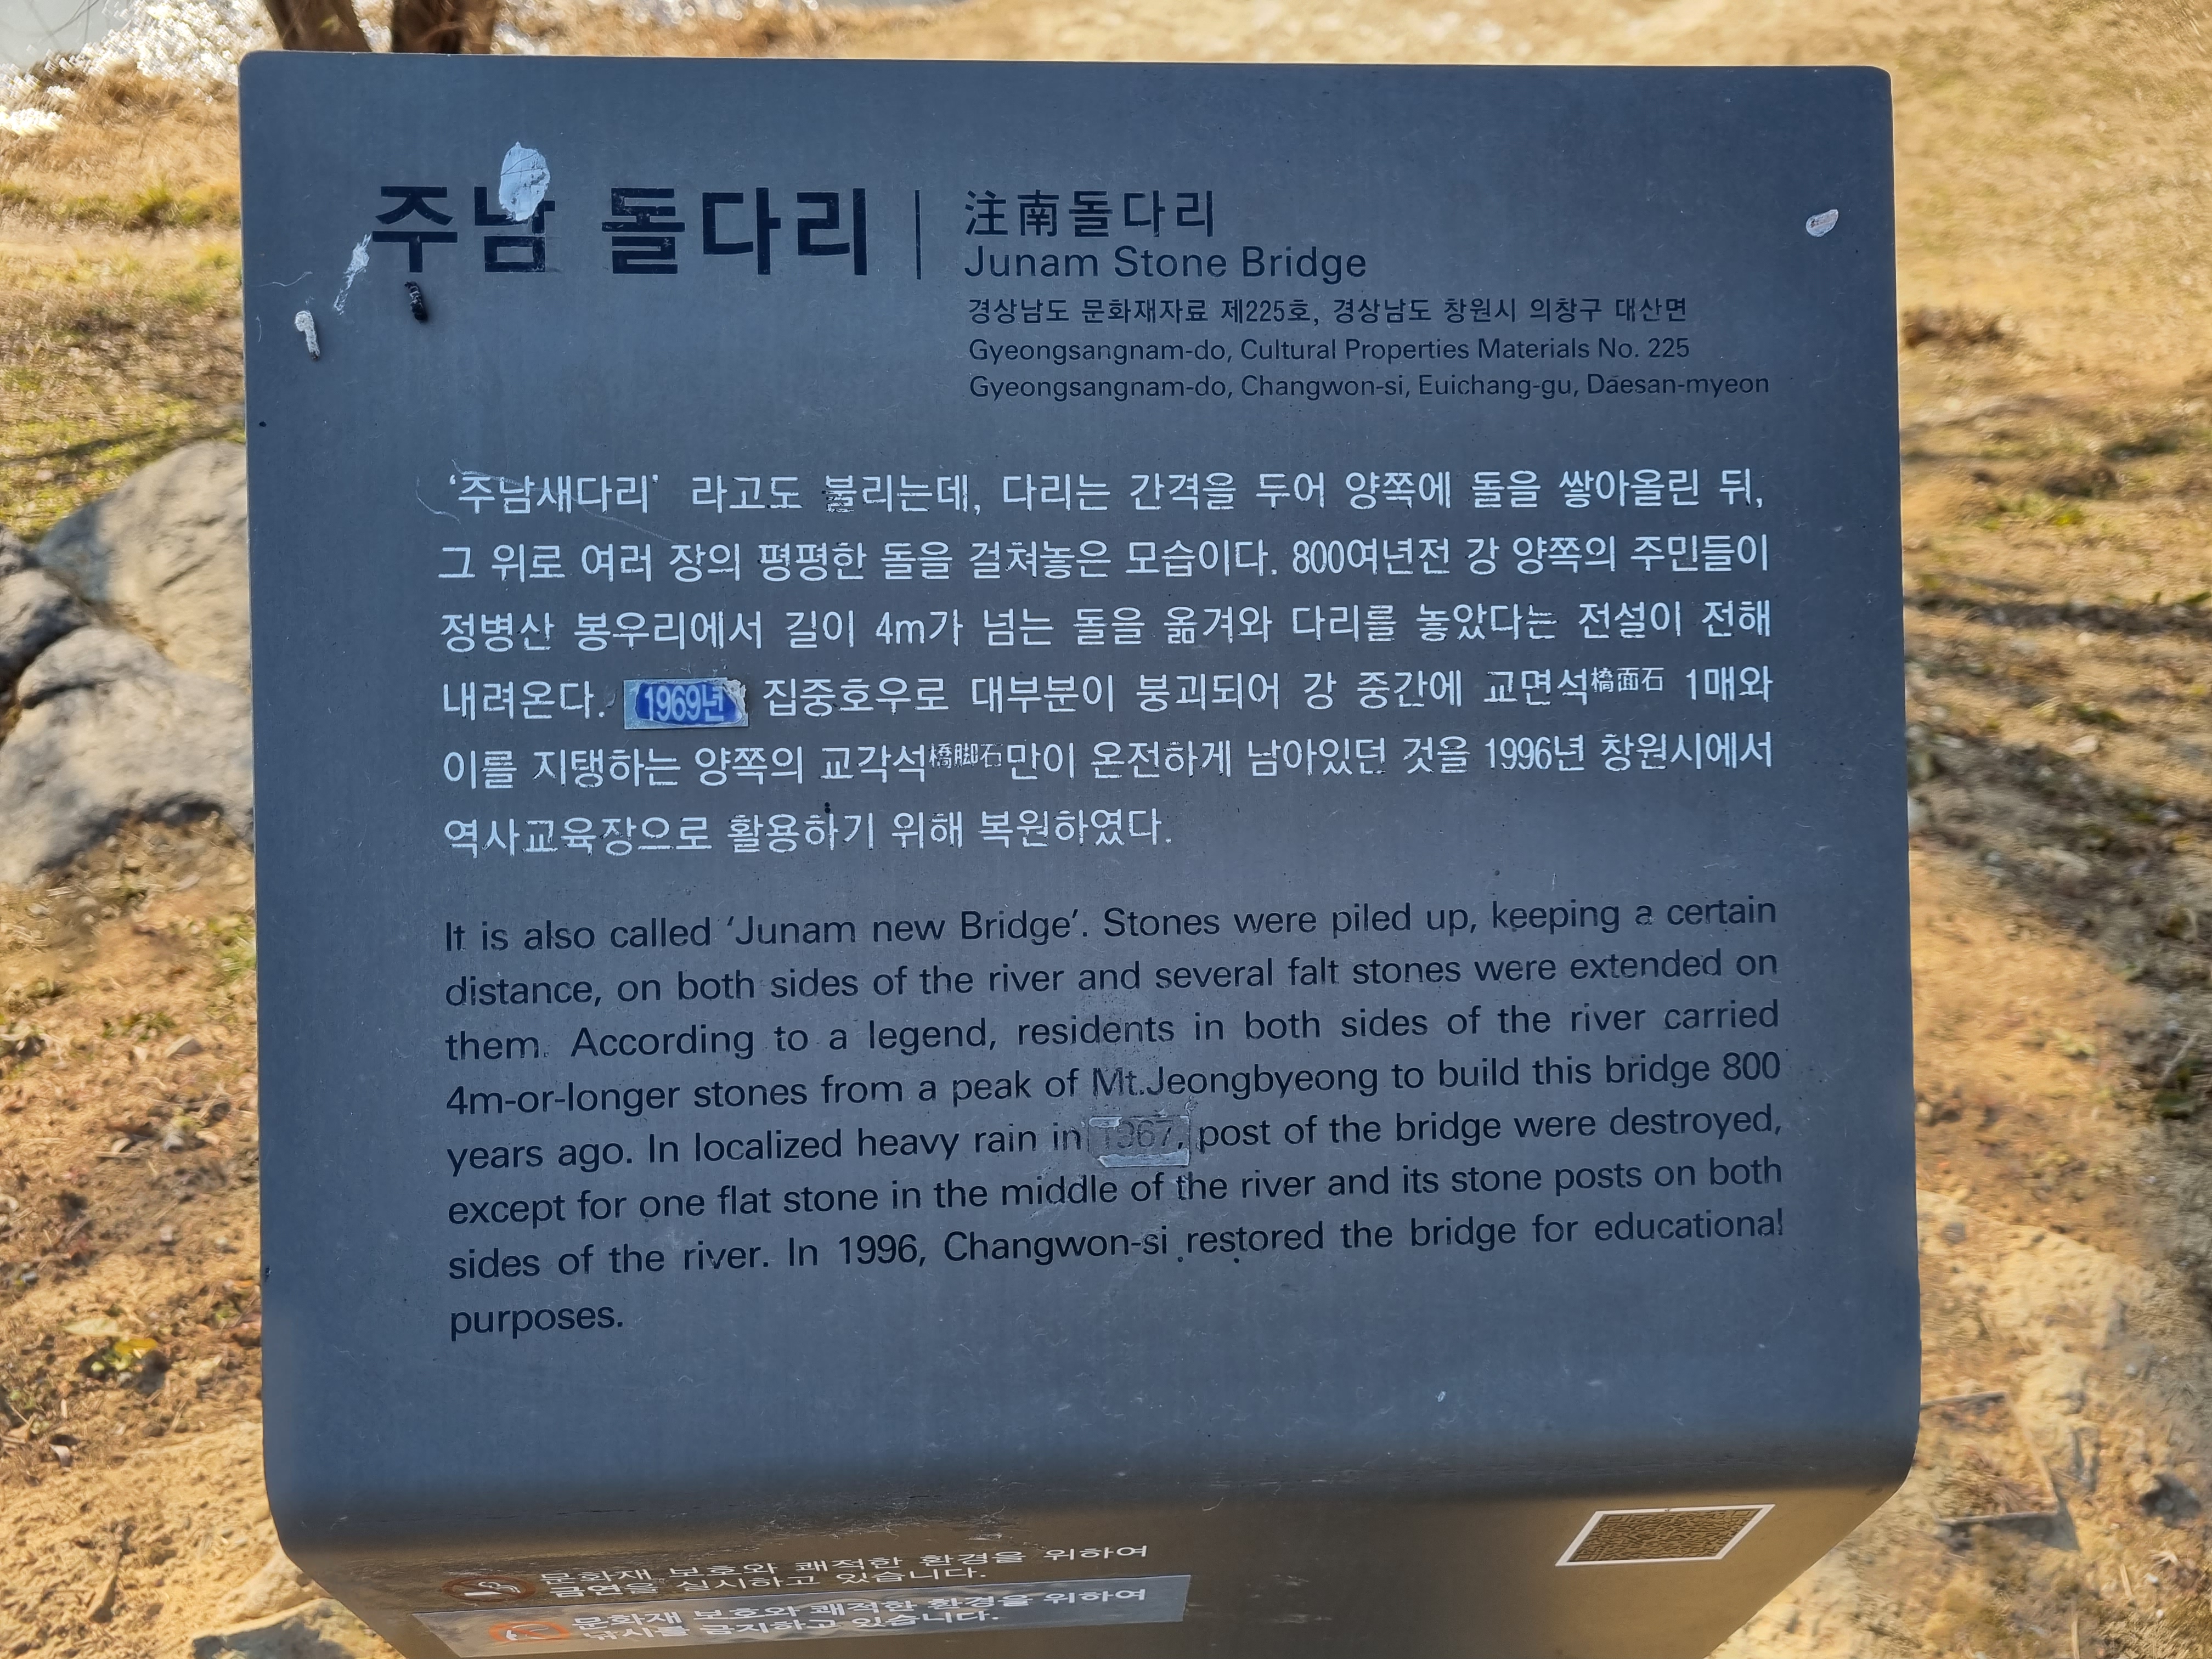 주남 돌다리
注南돌다리
Junam Stone Bridge
경상남도 문화재자료 제225호, 경상남도 창원시 의창구 대산면
Gyeongsangnam-do, Cultural Properties Materials No. 225
Gyeongsangnam-do, Changwon-si, Euichang-gu, Daesan-myeon
‘주남새다리’ 라고도 불리는데, 다리는 간격을 두어 양쪽에 돌을 쌓아올린 뒤,
그 위로 여러 장의 평평한 돌을 걸쳐놓은 모습이다. 800여년전 강 양쪽의 주민들이
정병산 봉우리에서 길이 4m가 넘는 돌을 옮겨와 다리를 놓았다는 전설이 전해
내려온다. 1969년 집중호우로 대부분이 붕괴되어 강 중간에 교면석橋面石 1매와
이를 지탱하는 양쪽의 교각석橋脚石만이 온전하게 남아있던 것을 1996년 창원시에서
역사교육장으로 활용하기 위해 복원하였다.
It is also called ‘Junam new Bridge’. Stones were piled up, keeping a certain
distance, on both sides of the river and several falt stones were extended on
them. According to a legend, residents in both sides of the river carried
4m-or-longer stones from a peak of Mt.Jeongbyeong to build this bridge 800
years ago. In localized heavy rain in 1967, post of the bridge were destroyed,
except for one flat stone in the middle of the river and its stone posts on both
sides of the river. In 1996, Changwon-si restored the bridge for educational
purposes.
문화재 보호와 쾌적한 환경을 위하여
금연을 실시하고 있습니다.
문화재 보호와 쾌적한 환경을 위하여
낚시를 금지하고 있습니다.